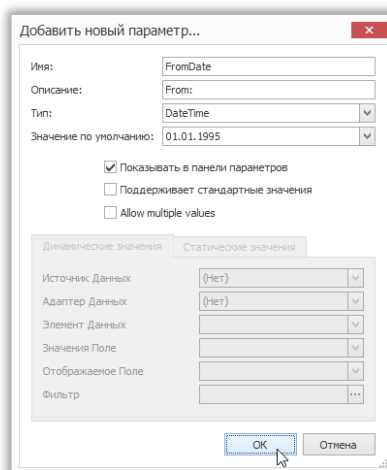 Добавить новый параметр...
Имя: FromDate
Описание: From:
Тип: DateTime
Значение по умолчанию: 01.01.1995
Показывать в панели параметров
Поддерживает стандартные значения
Allow multiple values
Динамические значения Статические значения
Источник Данных (Нет)
Адаптер Данных (Нет)
Элемент Данных
Значения Поле
Отображаемое Поле
Фильтр
OK Отмена